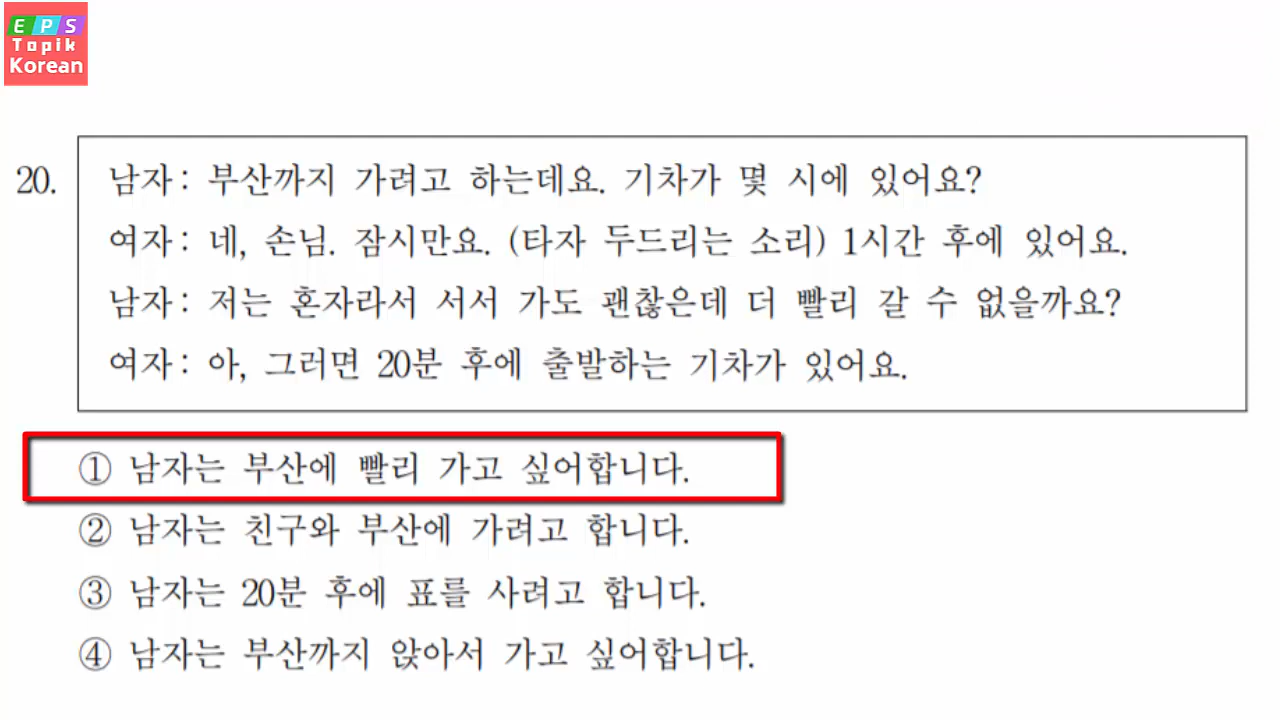 EPS
Topik
Korean
20.
남자 : 부산까지 가려고 하는데요. 기차가 몇 시에 있어요?
여자 : 네, 손님. 잠시만요. (타자 두드리는 소리) 1시간 후에 있어요.
남자 : 저는 혼자라서 서서 가도 괜찮은데 더 빨리 갈 수 없을까요?
여자 : 아, 그러면 20분 후에 출발하는 기차가 있어요.
① 남자는 부산에 빨리 가고 싶어합니다.
② 남자는 친구와 부산에 가려고 합니다.
③ 남자는 20분 후에 표를 사려고 합니다.
④ 남자는 부산까지 앉아서 가고 싶어합니다.